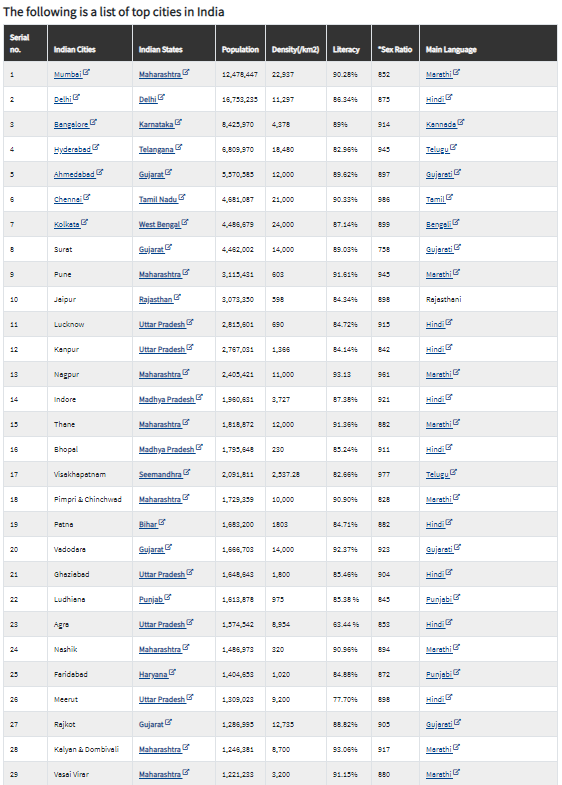 The following is a list of top cities in India
Serial no. Indian Cities Indian States Population Density(/km2) Literacy *Sex Ratio Main Language
1 Mumbai Maharashtra 12,478,447 22,937 90.28% 852 Marathi
2 Delhi Delhi 16,753,235 11,297 86.34% 875 Hindi
3 Bangalore Karnataka 8,425,970 4,378 89% 914 Kannada
4 Hyderabad Telangana 6,809,970 18,480 82.96% 945 Telugu
5 Ahmedabad Gujarat 5,570,585 12,000 89.62% 897 Gujarati
6 Chennai Tamil Nadu 4,681,087 21,000 90.33% 986 Tamil
7 Kolkata West Bengal 4,486,679 24,000 87.14% 899 Bengali
8 Surat Gujarat 4,462,002 14,000 89.03% 758 Gujarati
9 Pune Maharashtra 3,115,431 603 91.61% 945 Marathi
10 Jaipur Rajasthan 3,073,350 598 84.34% 898 Rajasthani
11 Lucknow Uttar Pradesh 2,815,601 690 84.72% 915 Hindi
12 Kanpur Uttar Pradesh 2,767,031 1,366 84.14% 842 Hindi
13 Nagpur Maharashtra 2,405,421 11,000 93.13 961 Marathi
14 Indore Madhya Pradesh 1,960,631 3,727 87.38% 921 Hindi
15 Thane Maharashtra 1,818,872 12,000 91.36% 882 Marathi
16 Bhopal Madhya Pradesh 1,795,648 230 85.24% 911 Hindi
17 Visakhapatnam Seemandhra 2,091,811 2,537.28 82.66% 977 Telugu
18 Pimpri & Chinchwad Maharashtra 1,729,359 10,000 90.90% 828 Marathi
19 Patna Bihar 1,683,200 1803 84.71% 882 Hindi
20 Vadodara Gujarat 1,666,703 14,000 92.37% 923 Gujarati
21 Ghaziabad Uttar Pradesh 1,648,643 1,800 85.46% 904 Hindi
22 Ludhiana Punjab 1,613,878 975 85.38 % 845 Punjabi
23 Agra Uttar Pradesh 1,574,542 8,954 63.44 % 853 Hindi
24 Nashik Maharashtra 1,486,973 320 90.96% 894 Marathi
25 Faridabad Haryana 1,404,653 1,020 84.88% 872 Punjabi
26 Meerut Uttar Pradesh 1,309,023 9,200 77.70% 898 Hindi
27 Rajkot Gujarat 1,286,995 12,735 88.82% 905 Gujarati
28 Kalyan & Dombivali Maharashtra 1,246,381 8,700 93.06% 917 Marathi
29 Vasai Virar Maharashtra 1,221,233 3,200 91.15% 880 Marathi